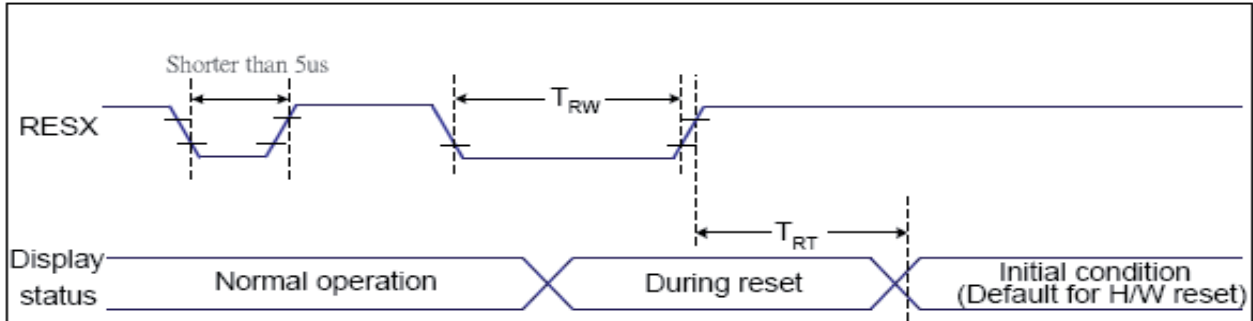 Shorter than 5us
RESX
TRW
TRT
Display
status
Normal operation
During reset
Initial condition
(Default for H/W reset)